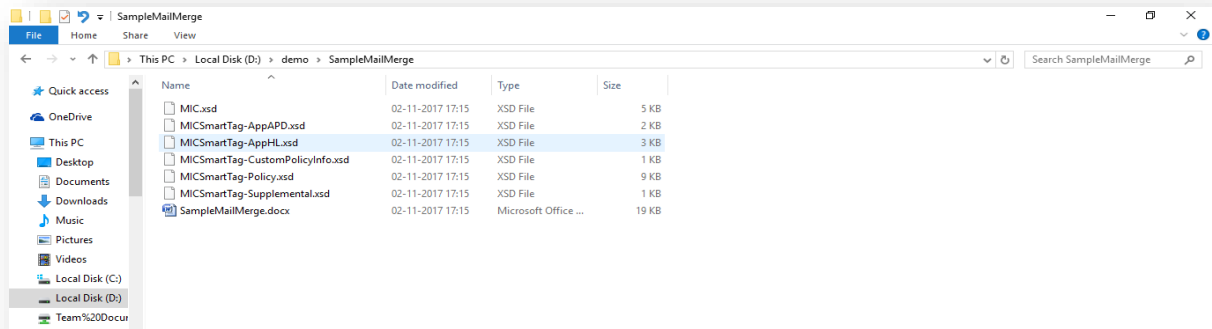 SampleMailMerge
File Home Share View
This PC > Local Disk (D:) > demo > SampleMailMerge
Search SampleMailMerge
Quick access
OneDrive
This PC
Desktop
Documents
Downloads
Music
Pictures
Videos
Local Disk (C:)
Local Disk (D:)
Team%20Docur
Name Date modified Type Size
MIC.xsd 02-11-2017 17:15 XSD File 5 KB
MICSmartTag-AppAPD.xsd 02-11-2017 17:15 XSD File 2 KB
MICSmartTag-AppHL.xsd 02-11-2017 17:15 XSD File 3 KB
MICSmartTag-CustomPolicyInfo.xsd 02-11-2017 17:15 XSD File 1 KB
MICSmartTag-Policy.xsd 02-11-2017 17:15 XSD File 9 KB
MICSmartTag-Supplemental.xsd 02-11-2017 17:15 XSD File 1 KB
SampleMailMerge.docx 02-11-2017 17:15 Microsoft Office ... 19 KB